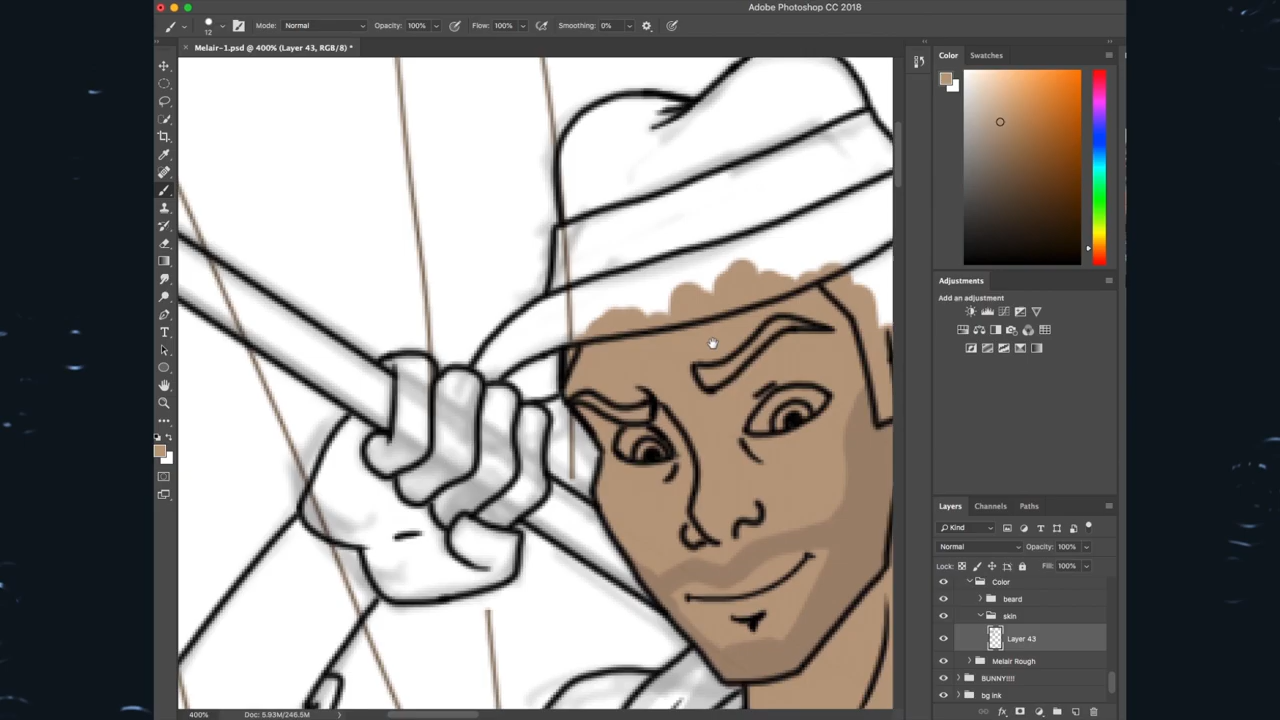 Adobe Photoshop CC 2018
12
Mode: Normal
Opacity: 100%
Flow: 100%
Smoothing: 0%
Melair-1.psd @ 400% (Layer 43, RGB/8) *
Color
Swatches
Adjustments
Add an adjustment
Layers
Channels
Paths
Kind
Normal
Opacity: 100%
Lock:
Fill: 100%
Color
beard
skin
Layer 43
Melair Rough
BUNNY!!!!
bg ink
400%
Doc: 5.93M/246.5M